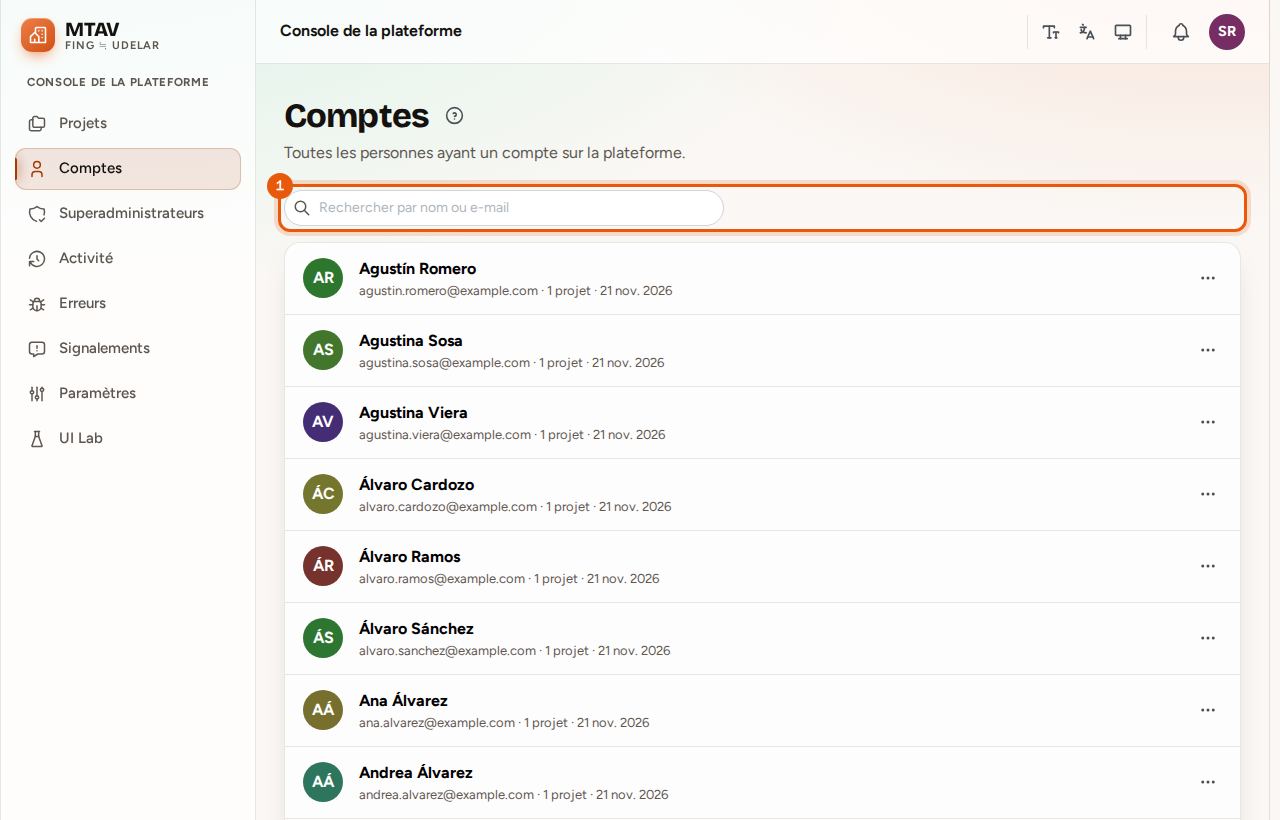 MTAV
FING ≒ UDELAR
CONSOLE DE LA PLATEFORME
Projets
Comptes
Superadministrateurs
Activité
Erreurs
Signalements
Paramètres
UI Lab
Console de la plateforme
SR
Comptes
Toutes les personnes ayant un compte sur la plateforme.
1
Rechercher par nom ou e-mail
AR
Agustín Romero
agustin.romero@example.com · 1 projet · 21 nov. 2026
AS
Agustina Sosa
agustina.sosa@example.com · 1 projet · 21 nov. 2026
AV
Agustina Viera
agustina.viera@example.com · 1 projet · 21 nov. 2026
ÁC
Álvaro Cardozo
alvaro.cardozo@example.com · 1 projet · 21 nov. 2026
ÁR
Álvaro Ramos
alvaro.ramos@example.com · 1 projet · 21 nov. 2026
ÁS
Álvaro Sánchez
alvaro.sanchez@example.com · 1 projet · 21 nov. 2026
AÁ
Ana Álvarez
ana.alvarez@example.com · 1 projet · 21 nov. 2026
AÁ
Andrea Álvarez
andrea.alvarez@example.com · 1 projet · 21 nov. 2026